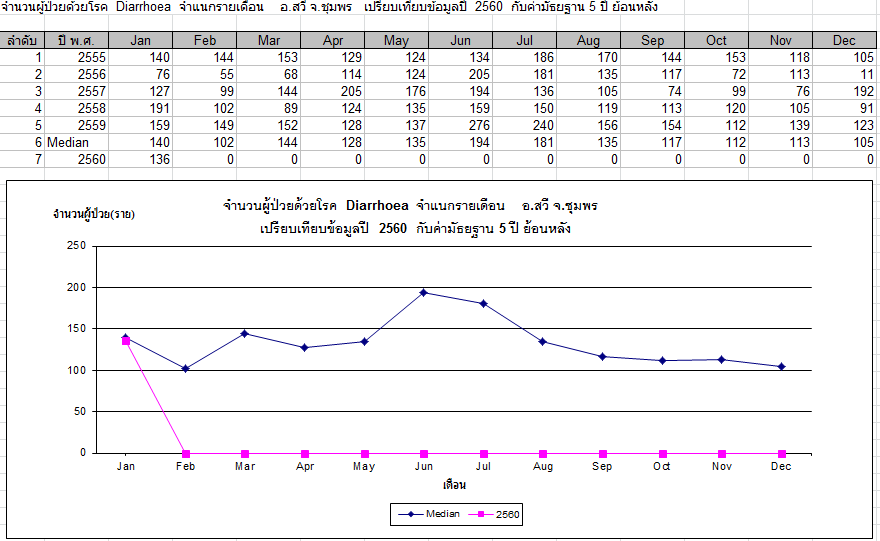 จำนวนผู้ป่วยด้วยโรค Diarrhoea จำแนกรายเดือน อ.สวี จ.ชุมพร เปรียบเทียบข้อมูลปี 2560 กับค่ามัธยฐาน 5 ปี ย้อนหลัง
ลำดับ ปี พ.ศ. Jan Feb Mar Apr May Jun Jul Aug Sep Oct Nov Dec
1 2555 140 144 153 129 124 134 186 170 144 153 118 105
2 2556 76 55 68 114 124 205 181 135 117 72 113 11
3 2557 127 99 144 205 176 194 136 105 74 99 76 192
4 2558 191 102 89 124 135 159 150 119 113 120 105 91
5 2559 159 149 152 128 137 276 240 156 154 112 139 123
6 Median 140 102 144 128 135 194 181 135 117 112 113 105
7 2560 136 0 0 0 0 0 0 0 0 0 0 0
จำนวนผู้ป่วยด้วยโรค Diarrhoea จำแนกรายเดือน อ.สวี จ.ชุมพร
เปรียบเทียบข้อมูลปี 2560 กับค่ามัธยฐาน 5 ปี ย้อนหลัง
จำนวนผู้ป่วย(ราย)
250
200
150
100
50
0
Jan Feb Mar Apr May Jun Jul Aug Sep Oct Nov Dec
เดือน
Median 2560